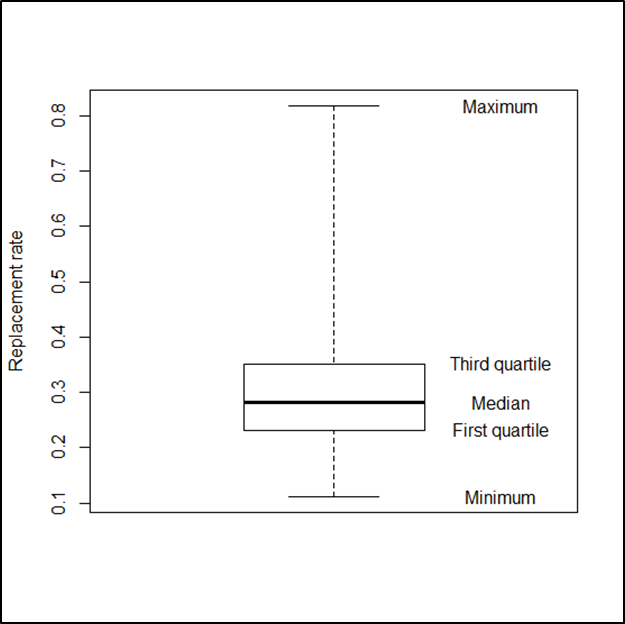 Replacement rate
0.8
0.7
0.6
0.5
0.4
0.3
0.2
0.1
Maximum
Third quartile
Median
First quartile
Minimum